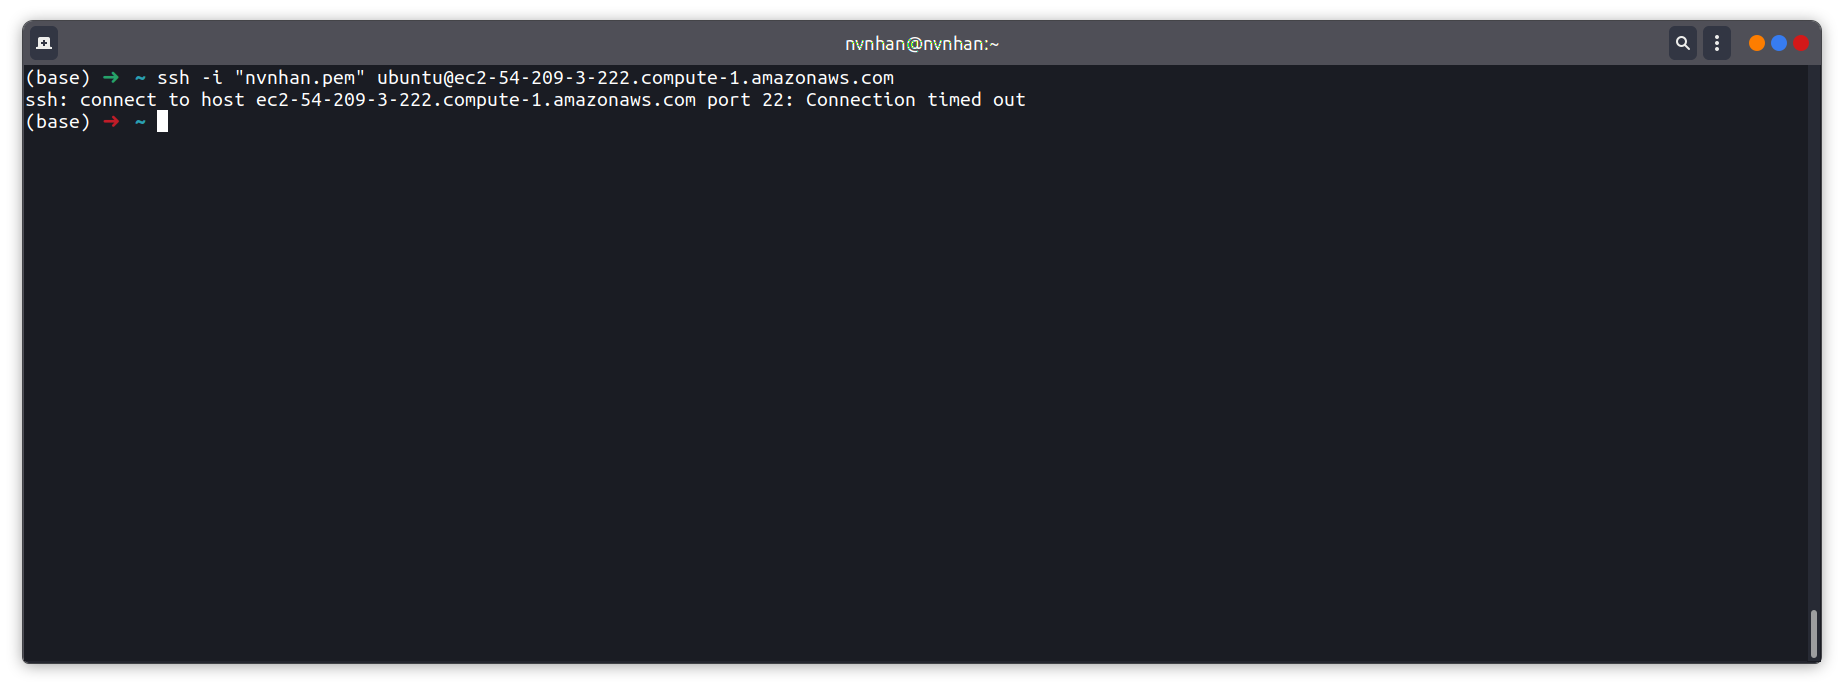 nvnhan@nvnhan:~
(base) ➜ ~ ssh -i "nvnhan.pem" ubuntu@ec2-54-209-3-222.compute-1.amazonaws.com
ssh: connect to host ec2-54-209-3-222.compute-1.amazonaws.com port 22: Connection timed out
(base) ➜ ~